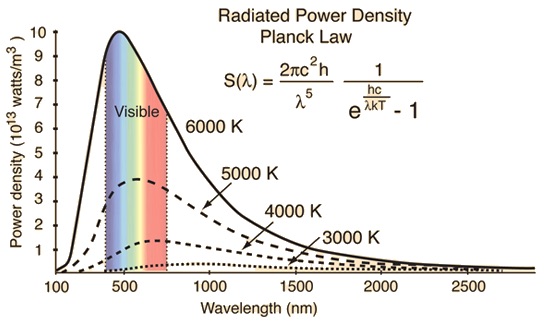 Radiated Power Density
Planck Law
S(λ) = 2πc²h / λ⁵  1 / e^(hc/λkT) - 1
Power density (10¹³ watts/m³)
10
9
8
7
6
5
4
3
2
1
Visible
6000 K
5000 K
4000 K
3000 K
100 500 1000 1500 2000 2500
Wavelength (nm)